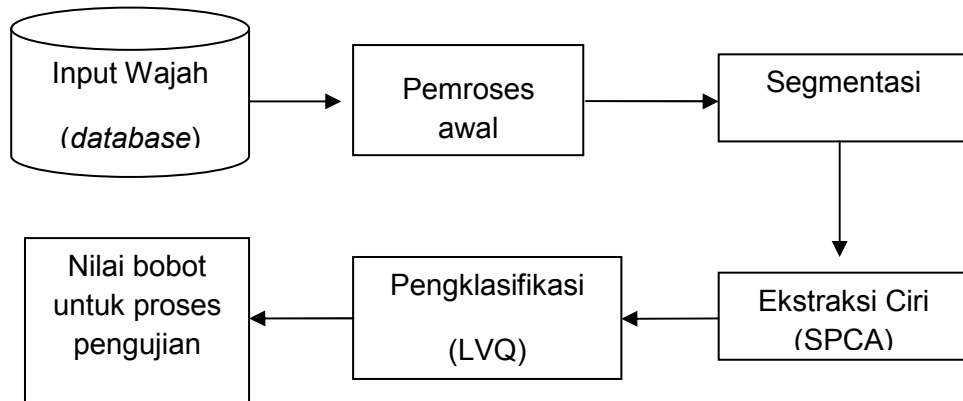 Input Wajah
(database)
Pemroses
awal
Segmentasi
Nilai bobot
untuk proses
pengujian
Pengklasifikasi
(LVQ)
Ekstraksi Ciri
(SPCA)